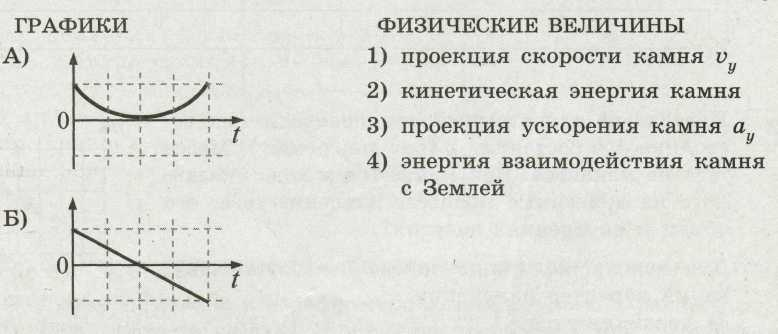 ГРАФИКИ
ФИЗИЧЕСКИЕ ВЕЛИЧИНЫ
А)
0
t
Б)
0
t
1) проекция скорости камня v_y
2) кинетическая энергия камня
3) проекция ускорения камня a_y
4) энергия взаимодействия камня
с Землей